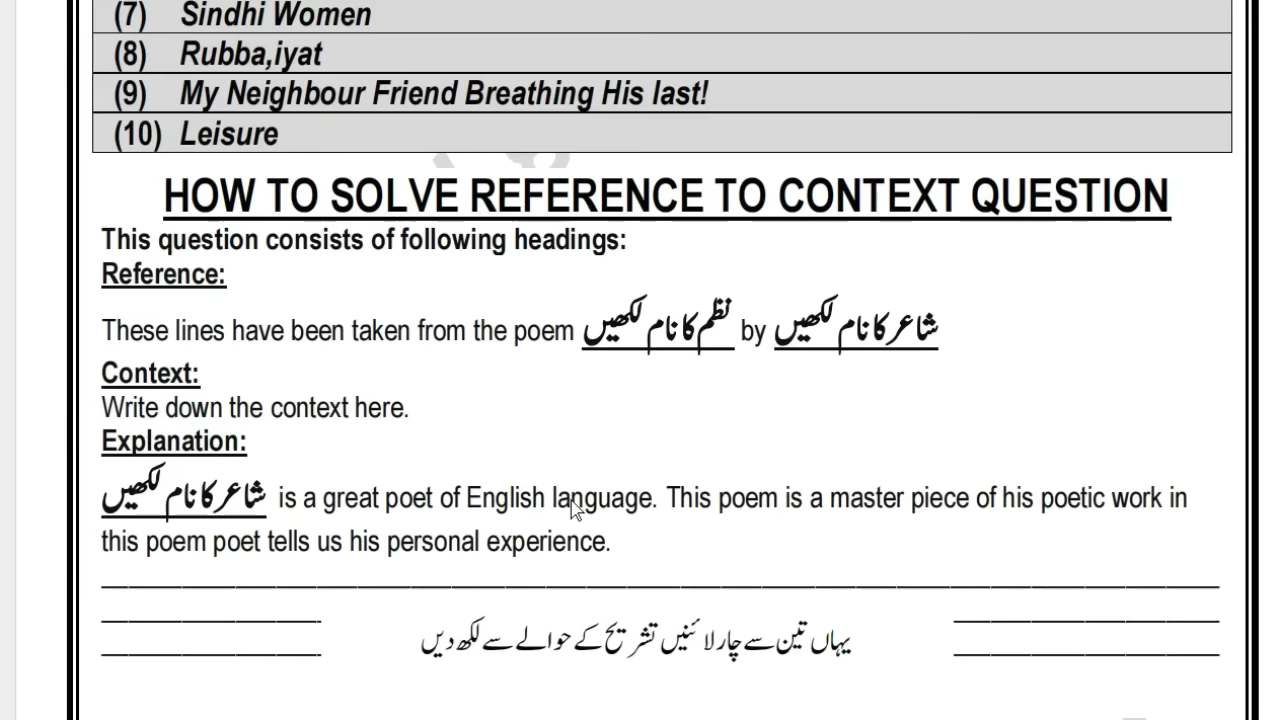 (7) Sindhi Women
(8) Rubba,iyat
(9) My Neighbour Friend Breathing His last!
(10) Leisure
HOW TO SOLVE REFERENCE TO CONTEXT QUESTION
This question consists of following headings:
Reference:
These lines have been taken from the poem نظم کا نام لکھیں by شاعر کا نام لکھیں
Context:
Write down the context here.
Explanation:
شاعر کا نام لکھیں is a great poet of English language. This poem is a master piece of his poetic work in
this poem poet tells us his personal experience.
یہاں تین سے چار لائنیں تشریح کے حوالے سے لکھ دیں